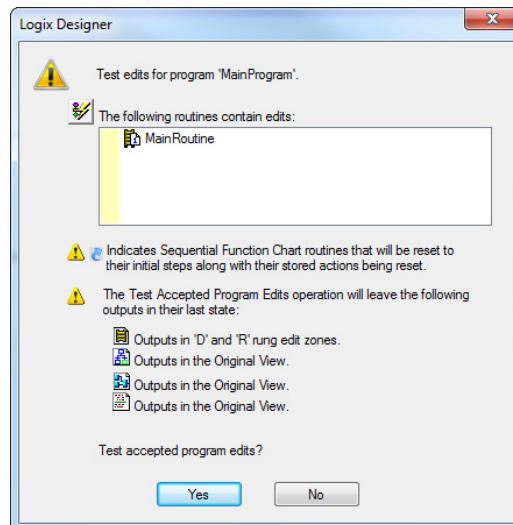 Logix Designer
Test edits for program 'MainProgram'.
The following routines contain edits:
MainRoutine
Indicates Sequential Function Chart routines that will be reset to
their initial steps along with their stored actions being reset.
The Test Accepted Program Edits operation will leave the following
outputs in their last state:
Outputs in 'D' and 'R' rung edit zones.
Outputs in the Original View.
Outputs in the Original View.
Outputs in the Original View.
Test accepted program edits?
Yes
No